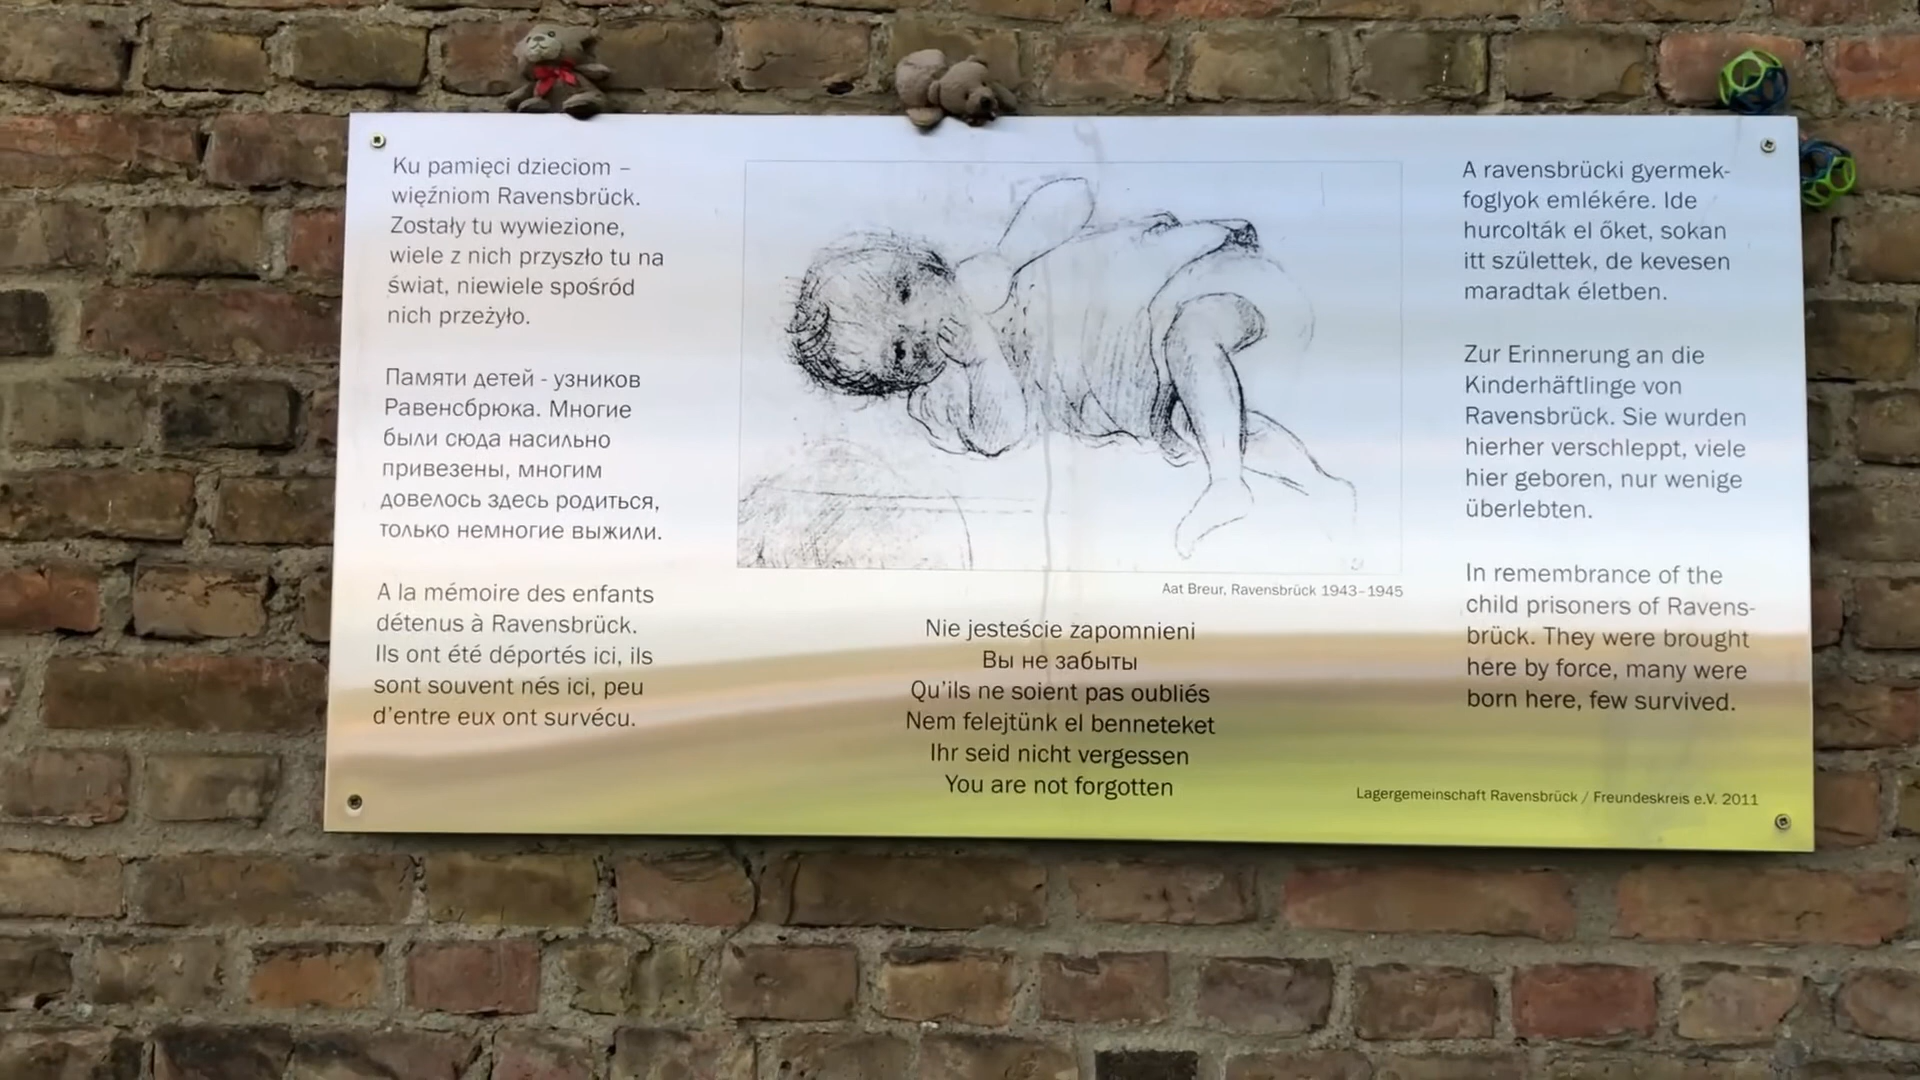 Ku pamięci dzieciom –
więźniom Ravensbrück.
Zostały tu wywiezione,
wiele z nich przyszło tu na
świat, niewiele spośród
nich przeżyło.
Памяти детей - узников
Равенсбрюка. Многие
были сюда насильно
привезены, многим
довелось здесь родиться,
только немногие выжили.
A la mémoire des enfants
détenus à Ravensbrück.
Ils ont été déportés ici, ils
sont souvent nés ici, peu
d'entre eux ont survécu.
Aat Breur, Ravensbrück 1943–1945
Nie jesteście zapomnieni
Вы не забыты
Qu'ils ne soient pas oubliés
Nem felejtünk el benneteket
Ihr seid nicht vergessen
You are not forgotten
A ravensbrücki gyermek-
foglyok emlékére. Ide
hurcolták el őket, sokan
itt születtek, de kevesen
maradtak életben.
Zur Erinnerung an die
Kinderhäftlinge von
Ravensbrück. Sie wurden
hierher verschleppt, viele
hier geboren, nur wenige
überlebten.
In remembrance of the
child prisoners of Ravens-
brück. They were brought
here by force, many were
born here, few survived.
Lagergemeinschaft Ravensbrück / Freundeskreis e.V. 2011